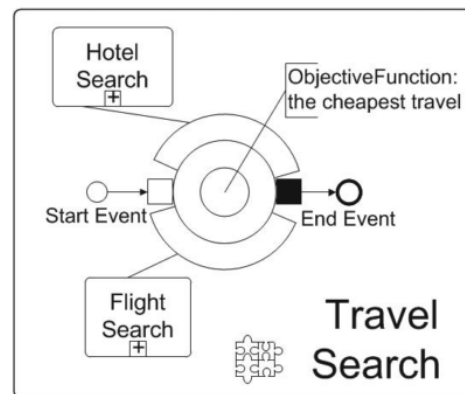 Hotel
Search
+
ObjectiveFunction:
the cheapest travel
Start Event
End Event
Flight
Search
+
Travel
Search